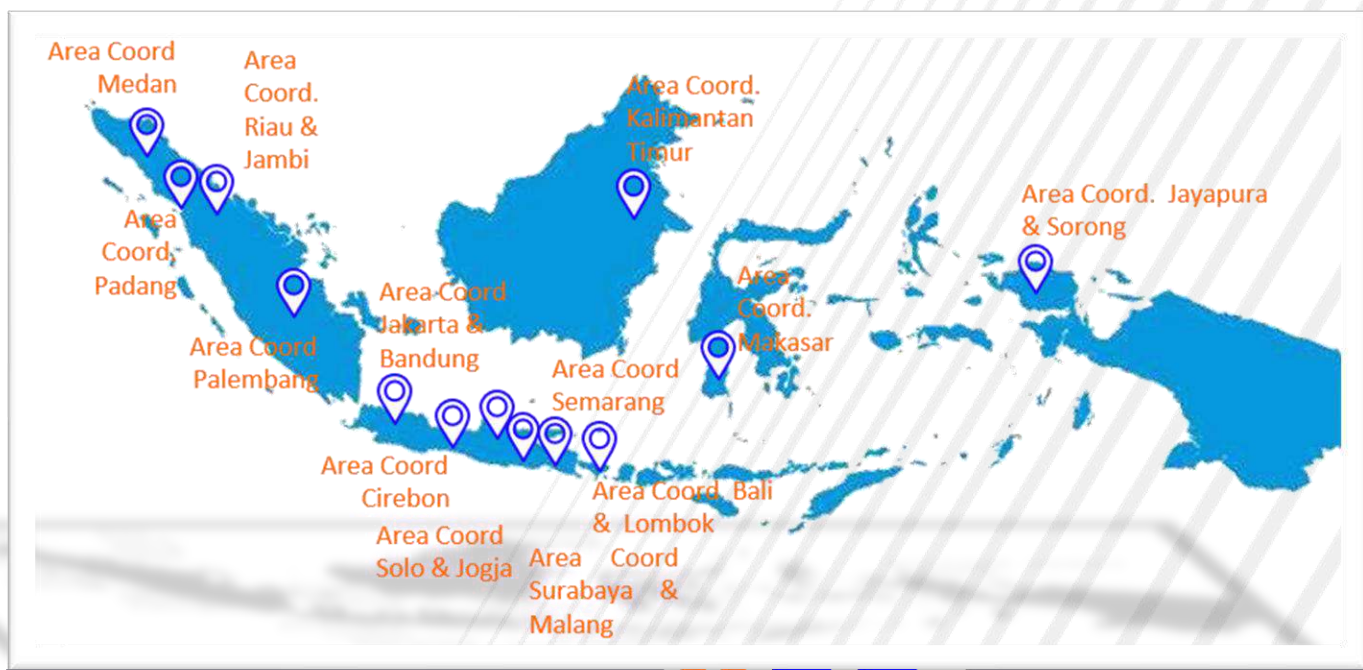 Area Coord
Medan
Area
Coord.
Riau &
Jambi
Area Coord.
Kalimantan
Timur
Area Coord. Jayapura
& Sorong
Area
Coord.
Padang
Area
Coord.
Makasar
Area Coord
Jakarta &
Bandung
Area Coord
Palembang
Area Coord
Semarang
Area Coord
Cirebon
Area Coord. Bali
& Lombok
Area Coord
Solo & Jogja
Area Coord
Surabaya &
Malang